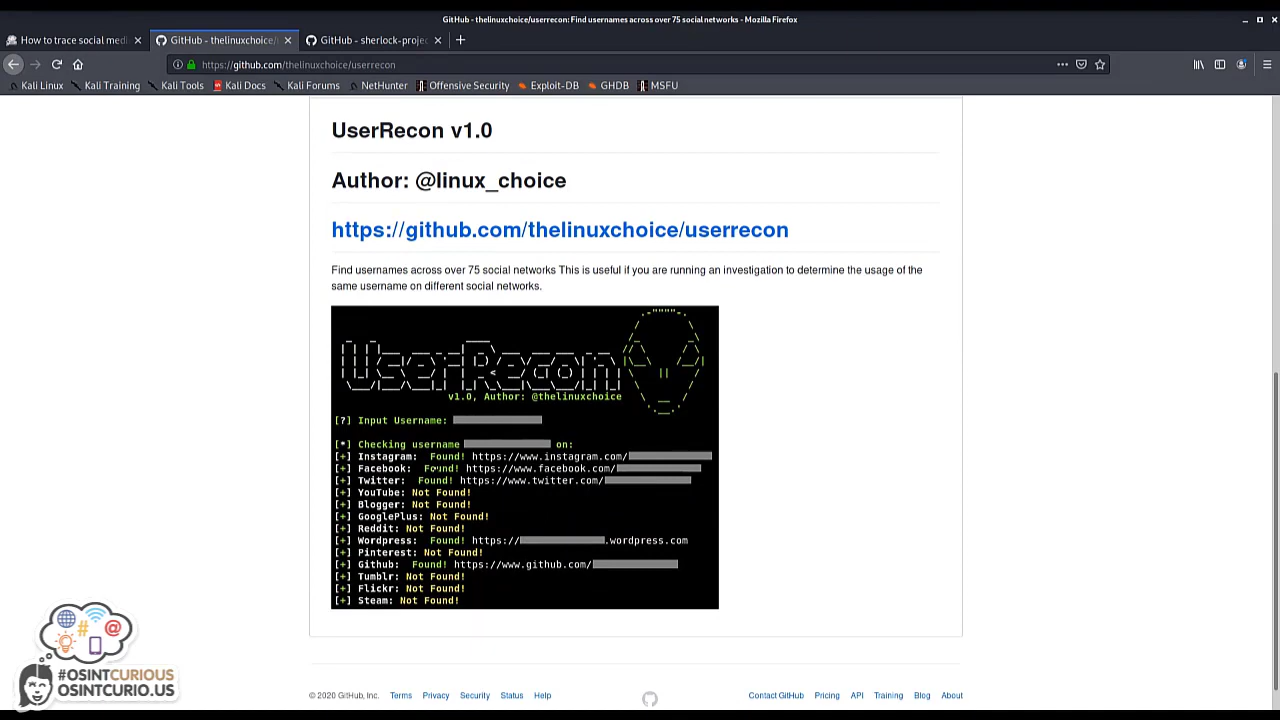 GitHub - thelinuxchoice/userrecon: Find usernames across over 75 social networks - Mozilla Firefox
How to trace social medi
GitHub - thelinuxchoice/
GitHub - sherlock-proje
https://github.com/thelinuxchoice/userrecon
Kali Linux Kali Training Kali Tools Kali Docs Kali Forums NetHunter Offensive Security Exploit-DB GHDB MSFU
UserRecon v1.0
Author: @linux_choice
https://github.com/thelinuxchoice/userrecon
Find usernames across over 75 social networks This is useful if you are running an investigation to determine the usage of the
same username on different social networks.
UserRecon
v1.0, Author: @thelinuxchoice
[?] Input Username:
[*] Checking username on:
[+] Instagram: Found! https://www.instagram.com/
[+] Facebook: Found! https://www.facebook.com/
[+] Twitter: Found! https://www.twitter.com/
[+] YouTube: Not Found!
[+] Blogger: Not Found!
[+] GooglePlus: Not Found!
[+] Reddit: Not Found!
[+] Wordpress: Found! https:// .wordpress.com
[+] Pinterest: Not Found!
[+] Github: Found! https://www.github.com/
[+] Tumblr: Not Found!
[+] Flickr: Not Found!
[+] Steam: Not Found!
#OSINTCURIOUS
OSINTCURIO.US
© 2020 GitHub, Inc. Terms Privacy Security Status Help Contact GitHub Pricing API Training Blog About